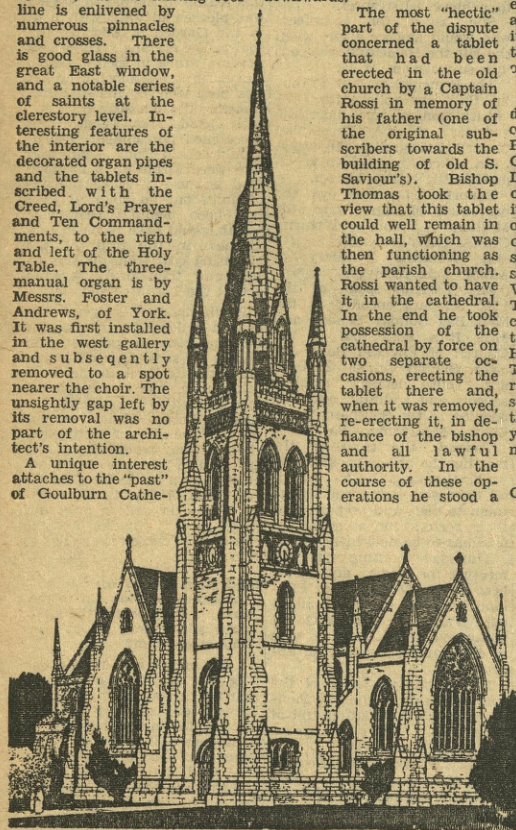 line is enlivened by
numerous pinnacles
and crosses. There
is good glass in the
great East window,
and a notable series
of saints at the
clerestory level. In-
teresting features of
the interior are the
decorated organ pipes
and the tablets in-
scribed with the
Creed, Lord's Prayer
and Ten Command-
ments, to the right
and left of the Holy
Table. The three-
manual organ is by
Messrs. Foster and
Andrews, of York.
It was first installed
in the west gallery
and subseqently
removed to a spot
nearer the choir. The
unsightly gap left by
its removal was no
part of the archi-
tect's intention.
A unique interest
attaches to the "past"
of Goulburn Cathe-
The most "hectic"
part of the dispute
concerned a tablet
that had been
erected in the old
church by a Captain
Rossi in memory of
his father (one of
the original sub-
scribers towards the
building of old S.
Saviour's). Bishop
Thomas took the
view that this tablet
could well remain in
the hall, which was
then functioning as
the parish church.
Rossi wanted to have
it in the cathedral.
In the end he took
possession of the
cathedral by force on
two separate oc-
casions, erecting the
tablet there and,
when it was removed,
re-erecting it, in de-
fiance of the bishop
and all lawful
authority. In the
course of these op-
erations he stood a